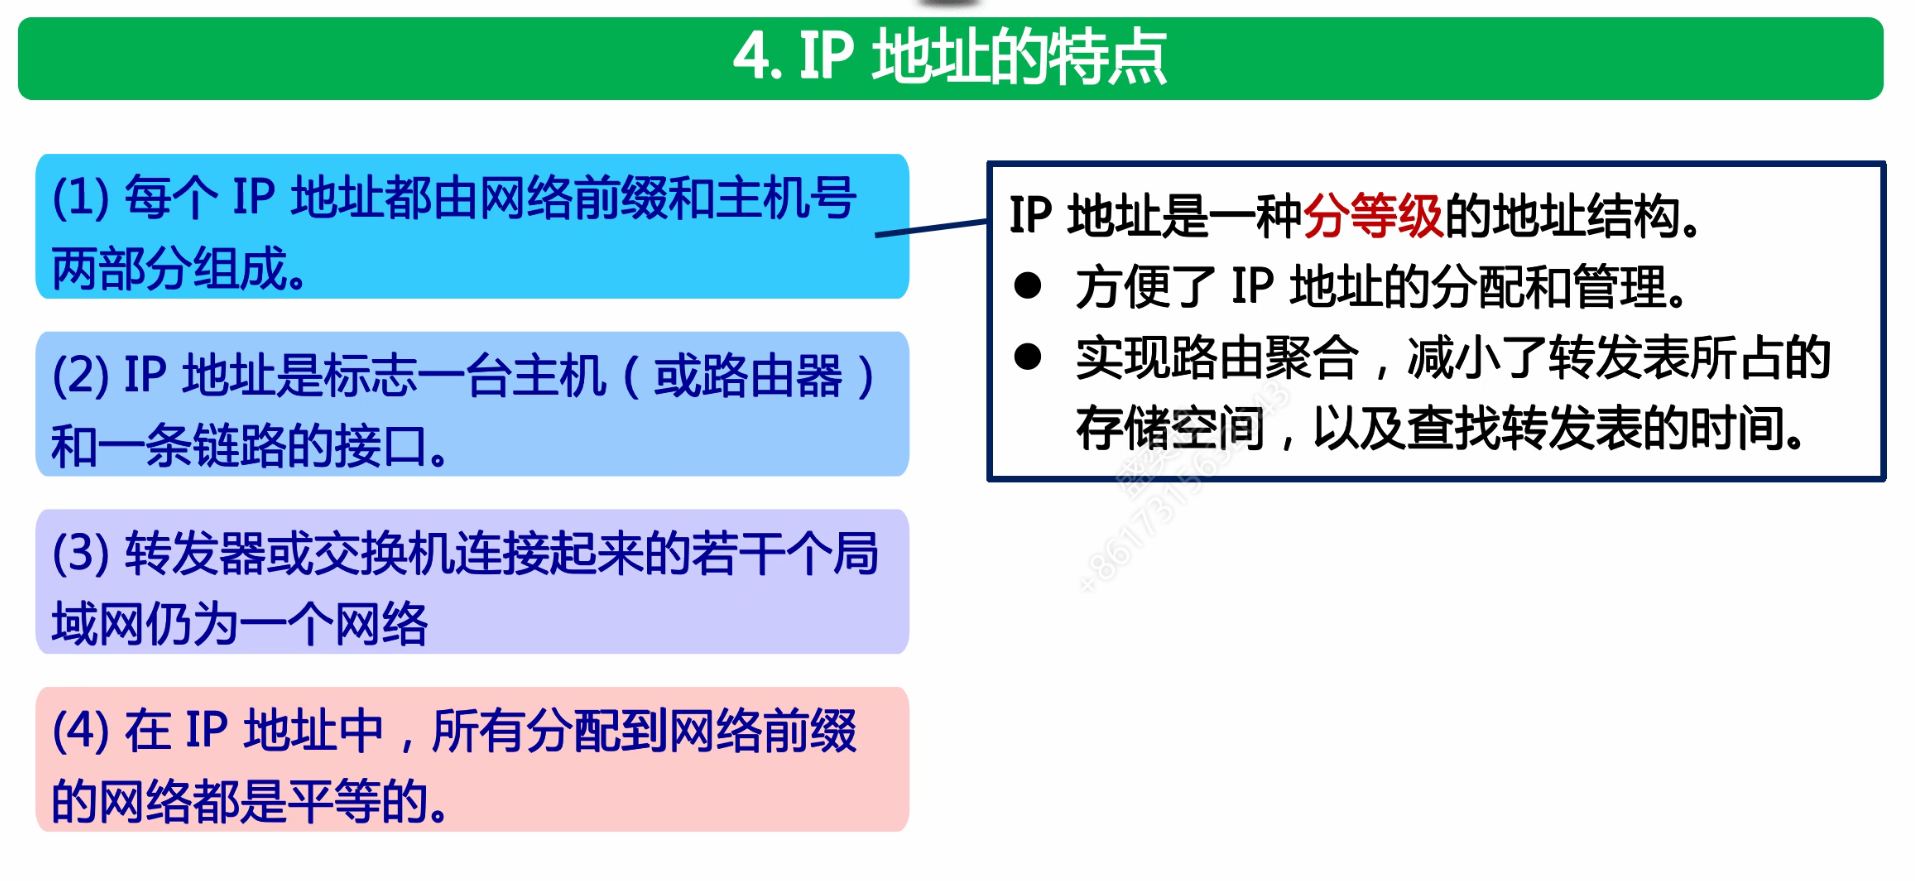 4. IP 地址的特点
(1) 每个 IP 地址都由网络前缀和主机号
两部分组成。
(2) IP 地址是标志一台主机（或路由器）
和一条链路的接口。
(3) 转发器或交换机连接起来的若干个局
域网仍为一个网络
(4) 在 IP 地址中，所有分配到网络前缀
的网络都是平等的。
IP 地址是一种分等级的地址结构。
● 方便了 IP 地址的分配和管理。
● 实现路由聚合，减小了转发表所占的
存储空间，以及查找转发表的时间。